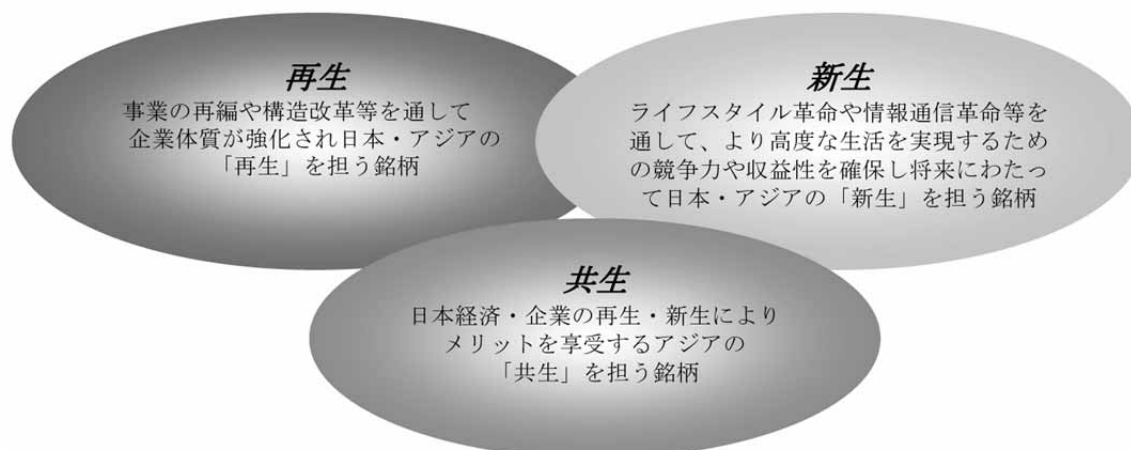 再生
事業の再編や構造改革等を通して
企業体質が強化され日本・アジアの
「再生」を担う銘柄
新生
ライフスタイル革命や情報通信革命等を
通して、より高度な生活を実現するため
の競争力や収益性を確保し将来にわたっ
て日本・アジアの「新生」を担う銘柄
共生
日本経済・企業の再生・新生により
メリットを享受するアジアの
「共生」を担う銘柄